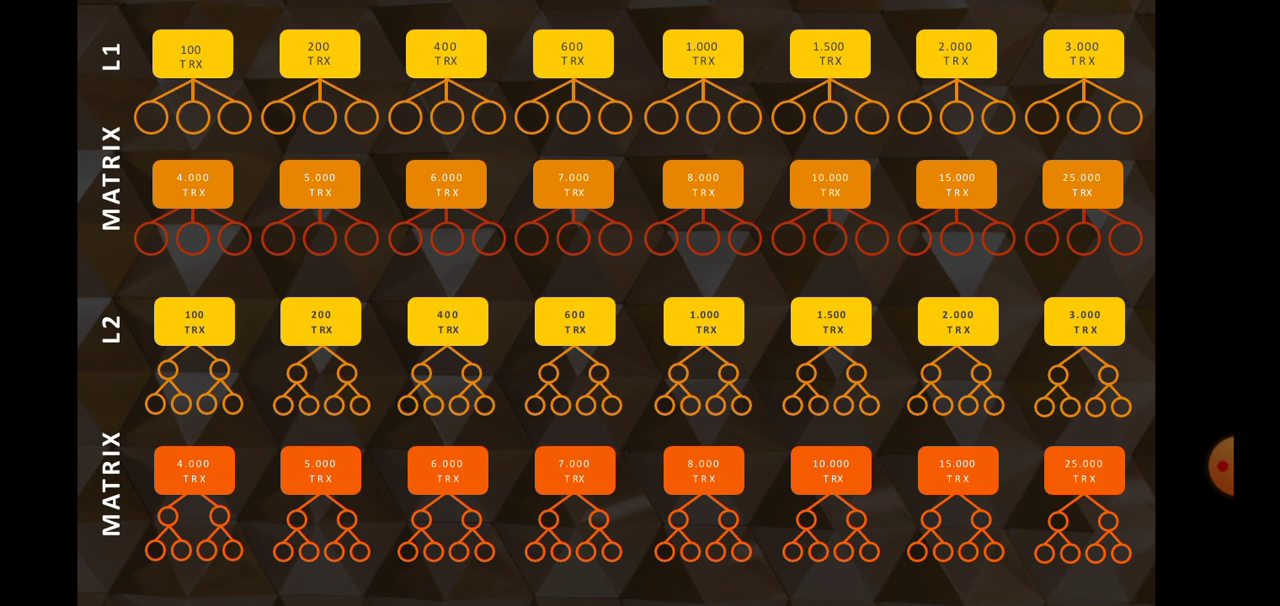 L1 MATRIX
100
TRX
200
TRX
400
TRX
600
TRX
1.000
TRX
1.500
TRX
2.000
TRX
3.000
TRX
4.000
TRX
5.000
TRX
6.000
TRX
7.000
TRX
8.000
TRX
10.000
TRX
15.000
TRX
25.000
TRX
L2 MATRIX
100
TRX
200
TRX
400
TRX
600
TRX
1.000
TRX
1.500
TRX
2.000
TRX
3.000
TRX
4.000
TRX
5.000
TRX
6.000
TRX
7.000
TRX
8.000
TRX
10.000
TRX
15.000
TRX
25.000
TRX